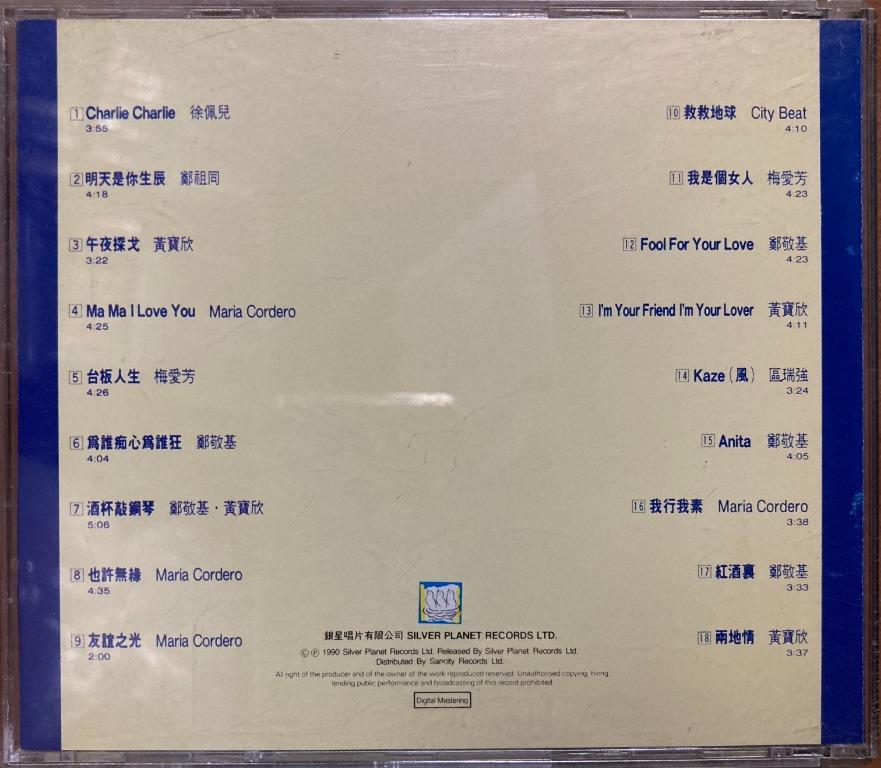 1 Charlie Charlie 徐佩兒
3:55
2 明天是你生辰 鄭祖同
4:18
3 午夜探戈 黃寶欣
3:22
4 Ma Ma I Love You Maria Cordero
4:25
5 台板人生 梅愛芳
4:26
6 爲誰痴心爲誰狂 鄭敬基
4:04
7 酒杯敲鋼琴 鄭敬基·黃寶欣
5:06
8 也許無緣 Maria Cordero
4:35
9 友誼之光 Maria Cordero
2:00
10 救救地球 City Beat
4:10
11 我是個女人 梅愛芳
4:23
12 Fool For Your Love 鄭敬基
4:23
13 I'm Your Friend I'm Your Lover 黃寶欣
4:11
14 Kaze (風) 區瑞強
3:24
15 Anita 鄭敬基
4:05
16 我行我素 Maria Cordero
3:38
17 紅酒裏 鄭敬基
3:33
18 兩地情 黃寶欣
3:37
銀星唱片有限公司 SILVER PLANET RECORDS LTD.
©℗ 1990 Silver Planet Records Ltd. Released By Silver Planet Records Ltd.
Distributed By Sancity Records Ltd.
All right of the producer and of the owner of the work reproduced reserved. Unauthorised copying, hiring,
lending public performance and broadcasting of this record prohibited.
Digital Mastering